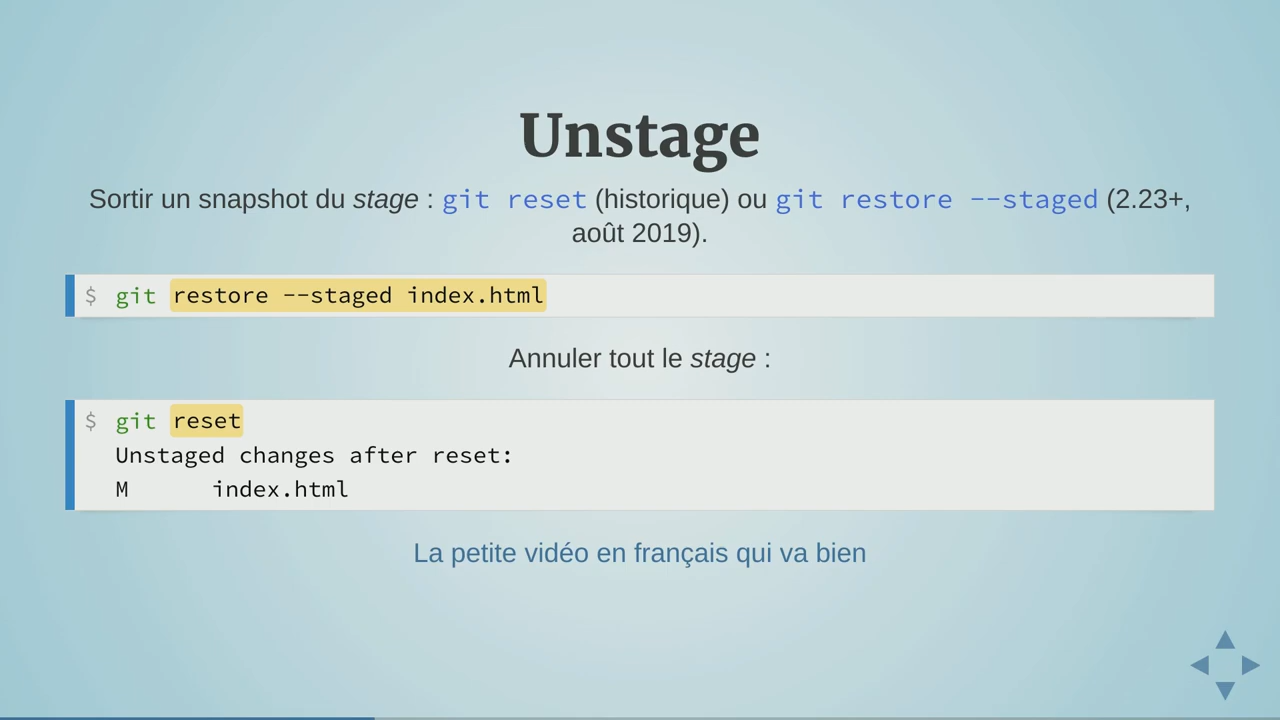 Unstage
Sortir un snapshot du stage : git reset (historique) ou git restore --staged (2.23+,
août 2019).
$ git restore --staged index.html
Annuler tout le stage :
$ git reset
Unstaged changes after reset:
M      index.html
La petite vidéo en français qui va bien